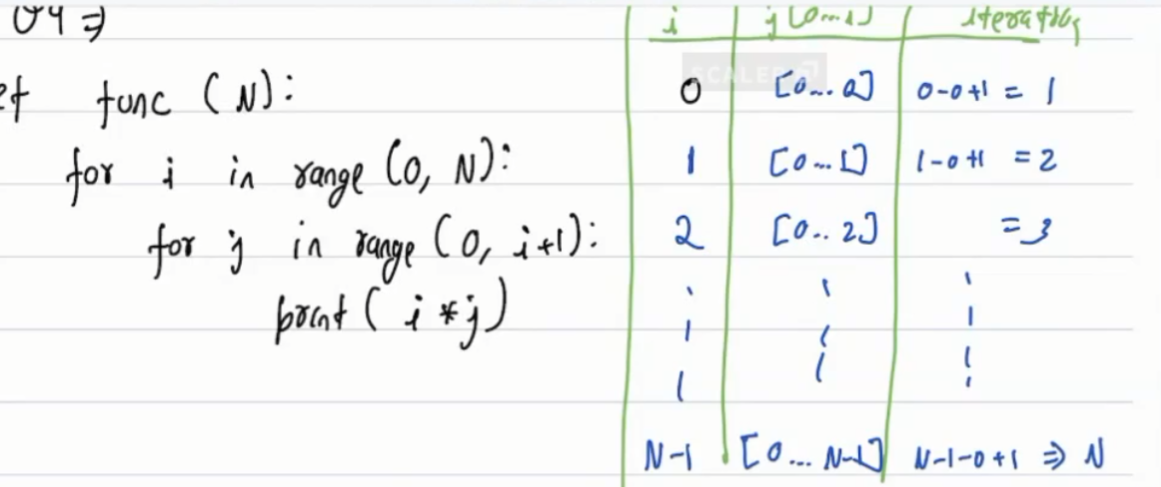 Q4 ⇒
def func (N):
for i in range (0, N):
for j in range (0, i+1):
print ( i * j)
i j [0...i] iteration
SCALER
0 [0... 0] 0-0+1 = 1
1 [0...1] 1-0+1 = 2
2 [0.. 2] =3
N-1 [0... N-1] N-1-0+1 ⇒ N